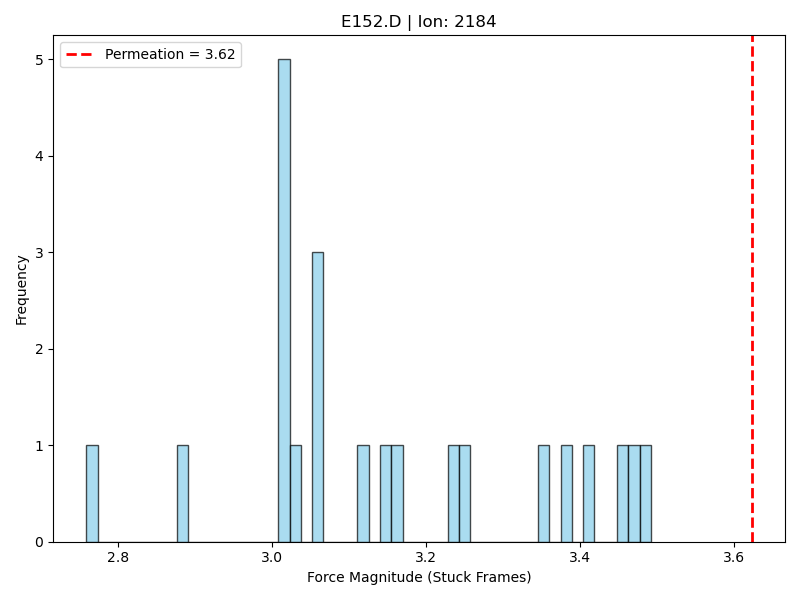 E152.D | Ion: 2184
Permeation = 3.62
5
4
3
2
1
0
Frequency
2.8 3.0 3.2 3.4 3.6
Force Magnitude (Stuck Frames)